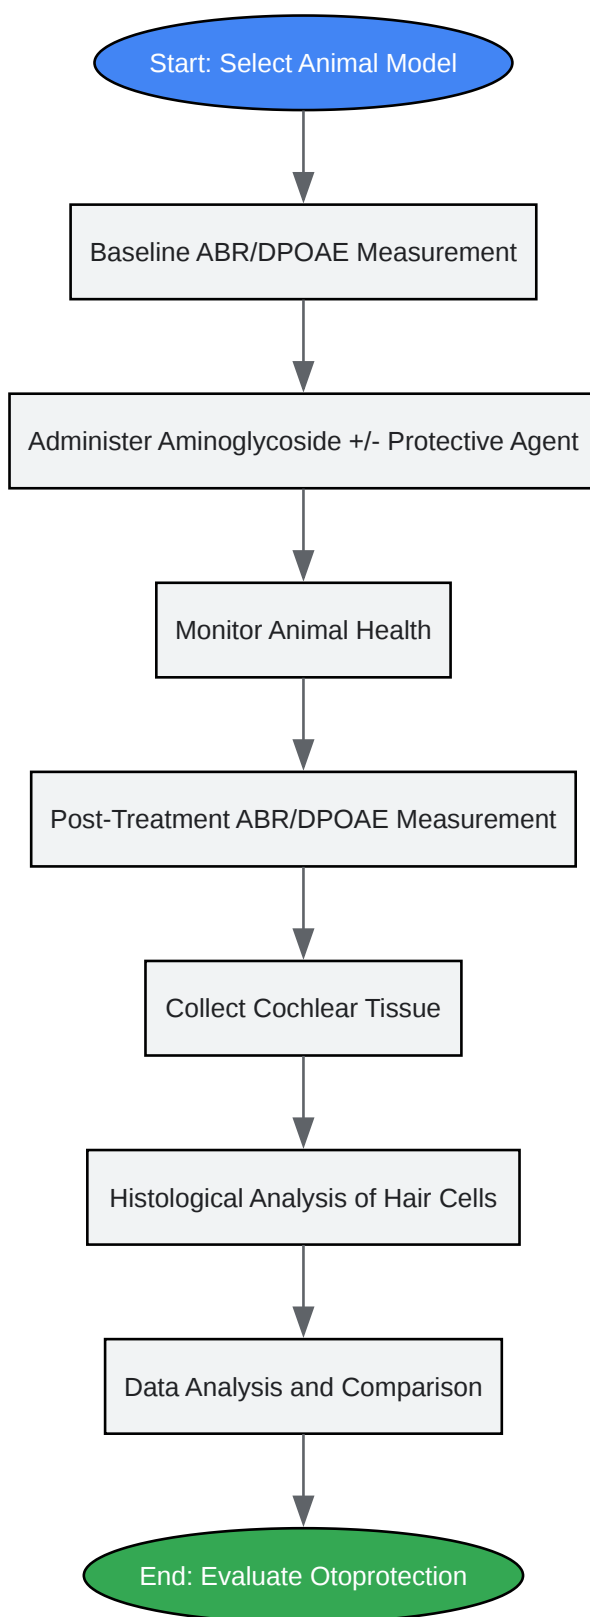 Start: Select Animal Model
Baseline ABR/DPOAE Measurement
Administer Aminoglycoside +/- Protective Agent
Monitor Animal Health
Post-Treatment ABR/DPOAE Measurement
Collect Cochlear Tissue
Histological Analysis of Hair Cells
Data Analysis and Comparison
End: Evaluate Otoprotection